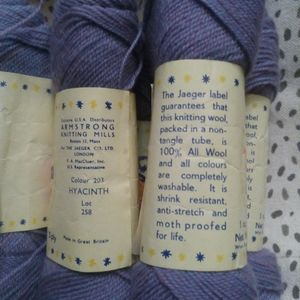 Exclusive U.S.A. Distributors
ARMSTRONG
KNITTING MILLS
Boston 12, Mass
for THE JAEGER CY. LTD.
LONDON
U.S. Representative
Colour 203
HYACINTH
Lot
258
Made in Great Britain
ply
The Jaeger label
guarantees that
this knitting wool,
packed in a non-
tangle tube, is
100% All Wool
and all colours
are completely
washable. It is
shrink resistant,
anti-stretch and
moth proofed
for life.